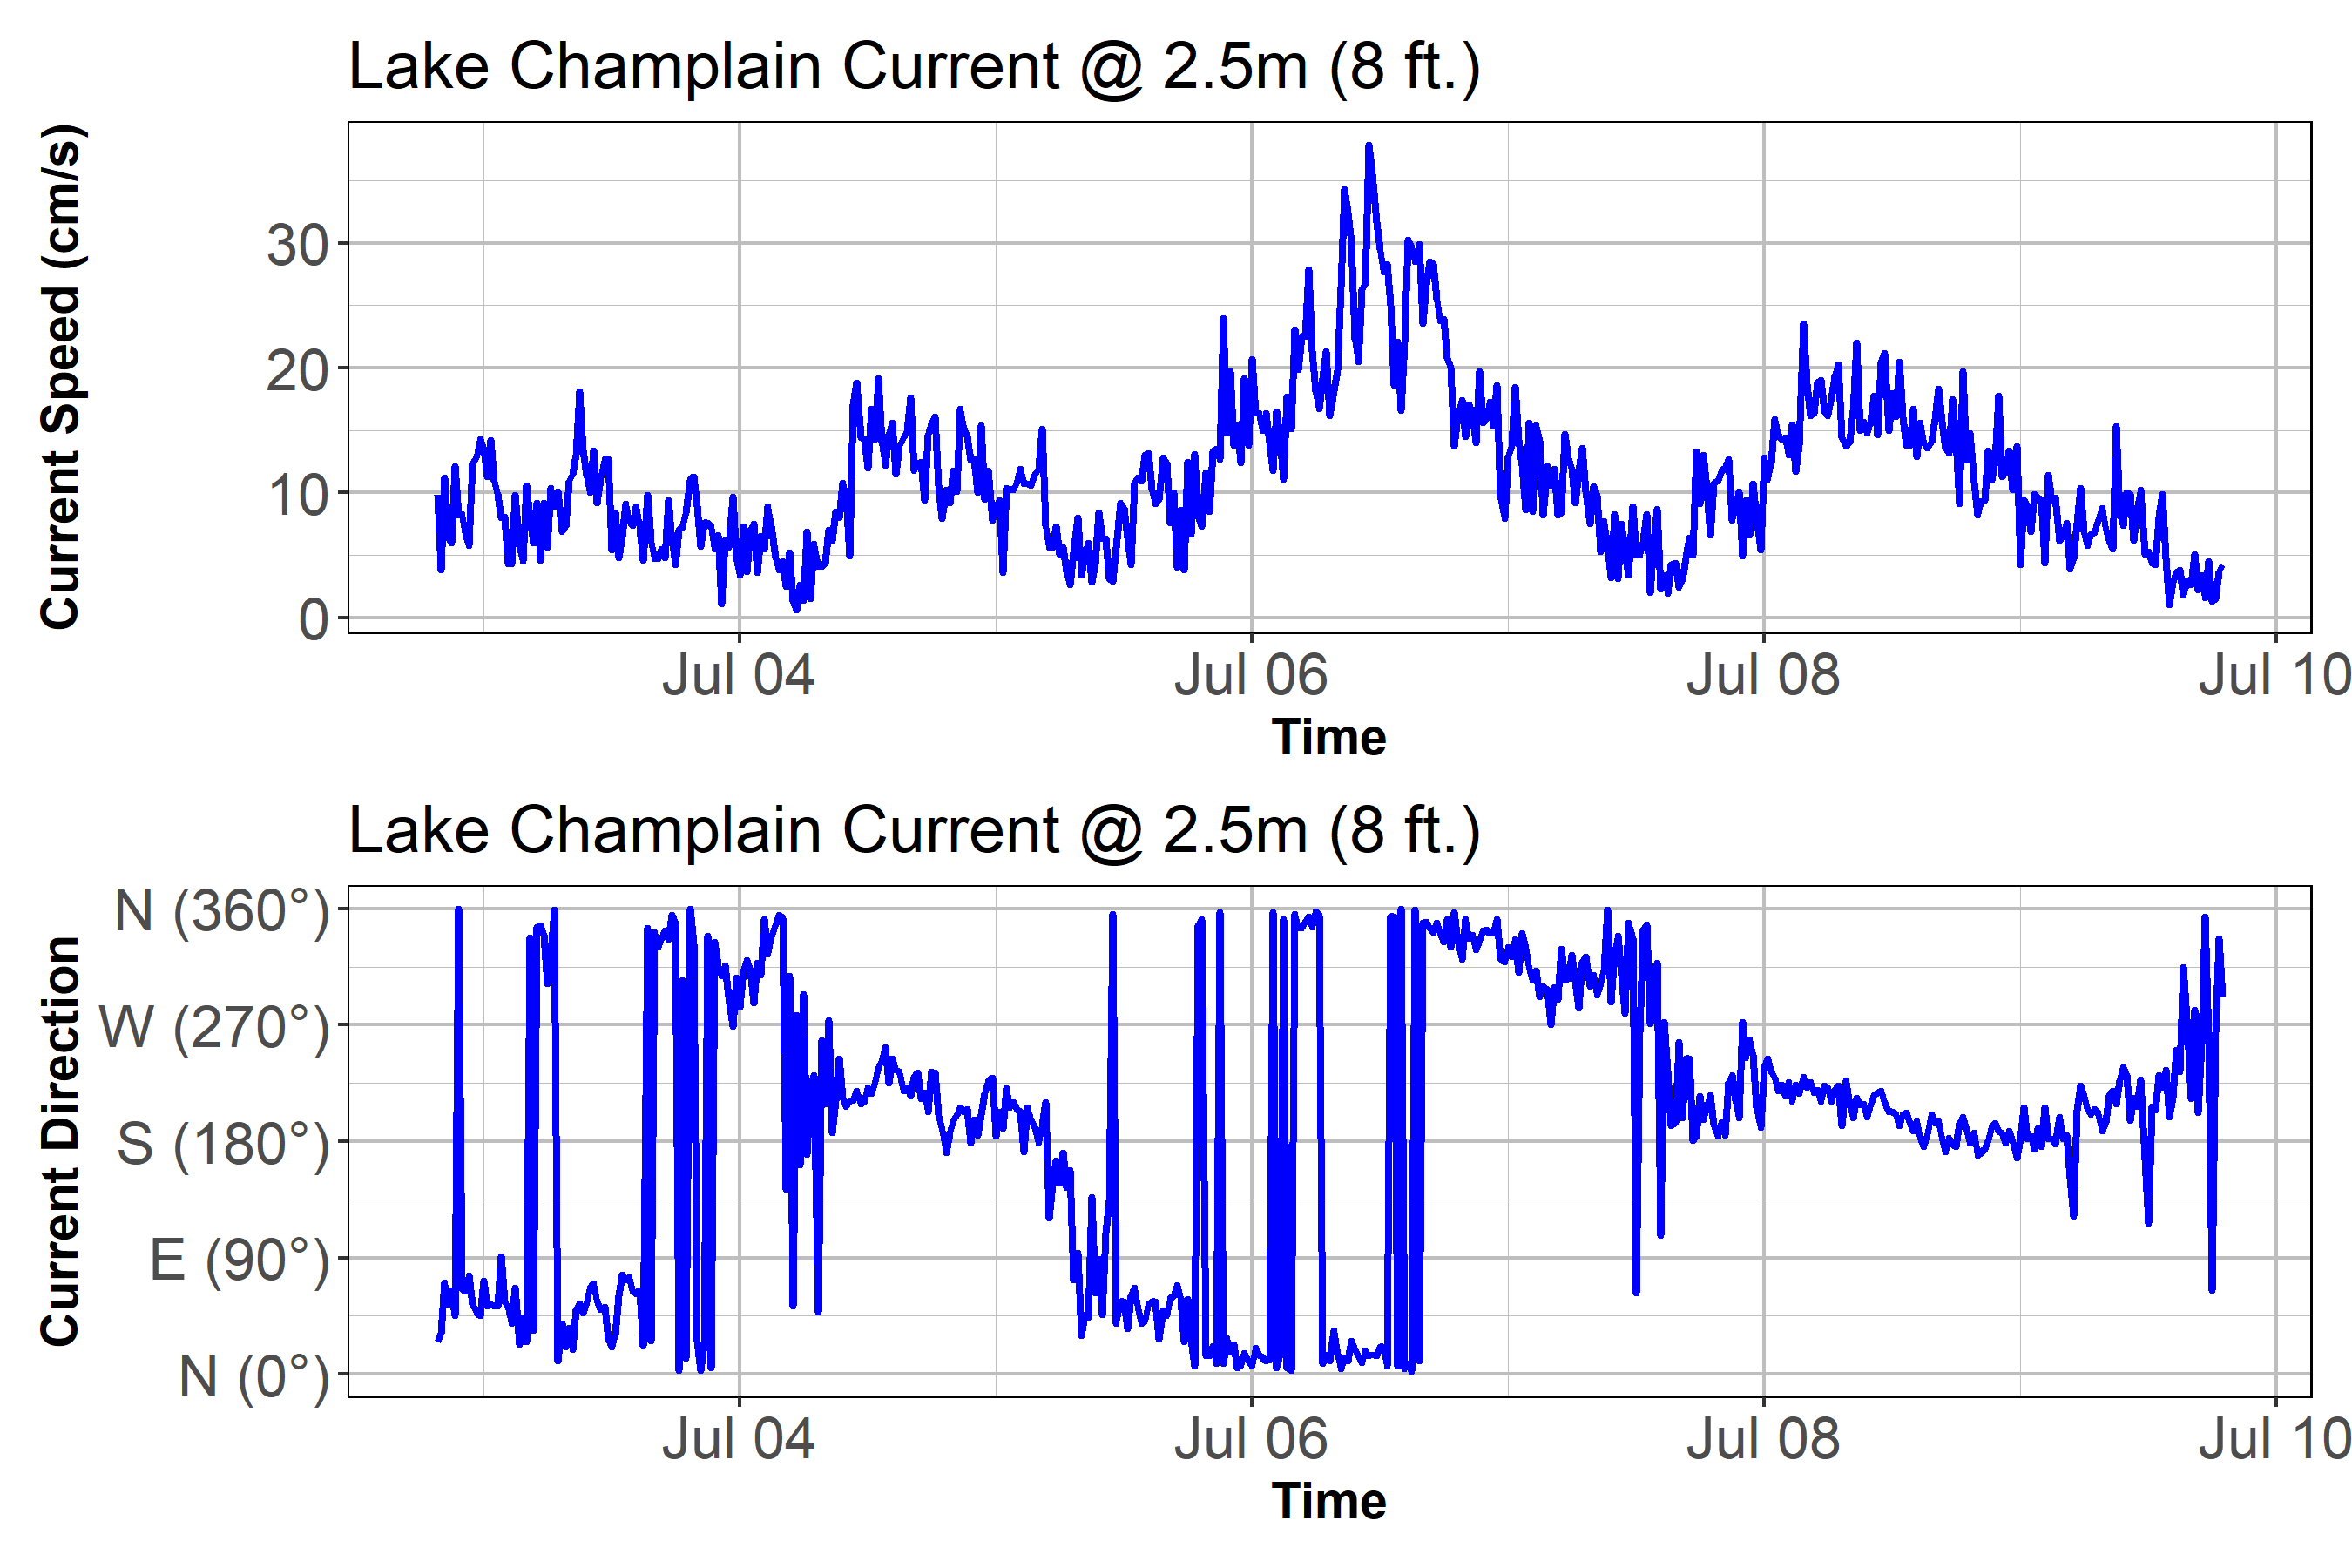 Lake Champlain Current @ 2.5m (8 ft.)
Current Speed (cm/s)
30
20
10
0
Jul 04 Jul 06 Jul 08 Jul 10
Time
Lake Champlain Current @ 2.5m (8 ft.)
Current Direction
N (360°)
W (270°)
S (180°)
E (90°)
N (0°)
Jul 04 Jul 06 Jul 08 Jul 10
Time